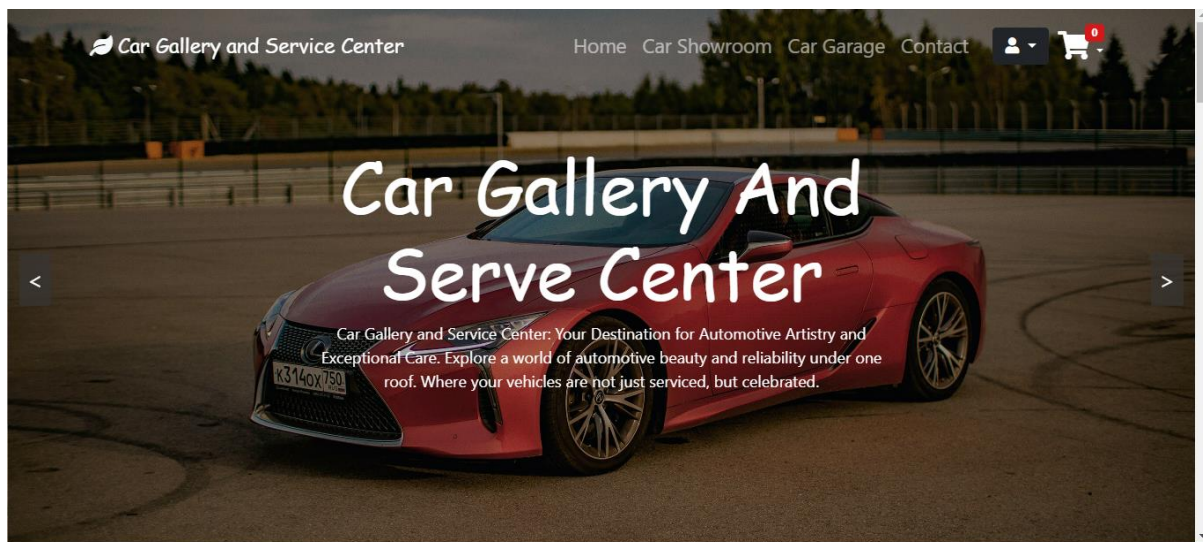 Car Gallery and Service Center
Home Car Showroom Car Garage Contact
0
Car Gallery And
Serve Center
< >
Car Gallery and Service Center: Your Destination for Automotive Artistry and
Exceptional Care. Explore a world of automotive beauty and reliability under one
roof. Where your vehicles are not just serviced, but celebrated.
К314ОХ 750